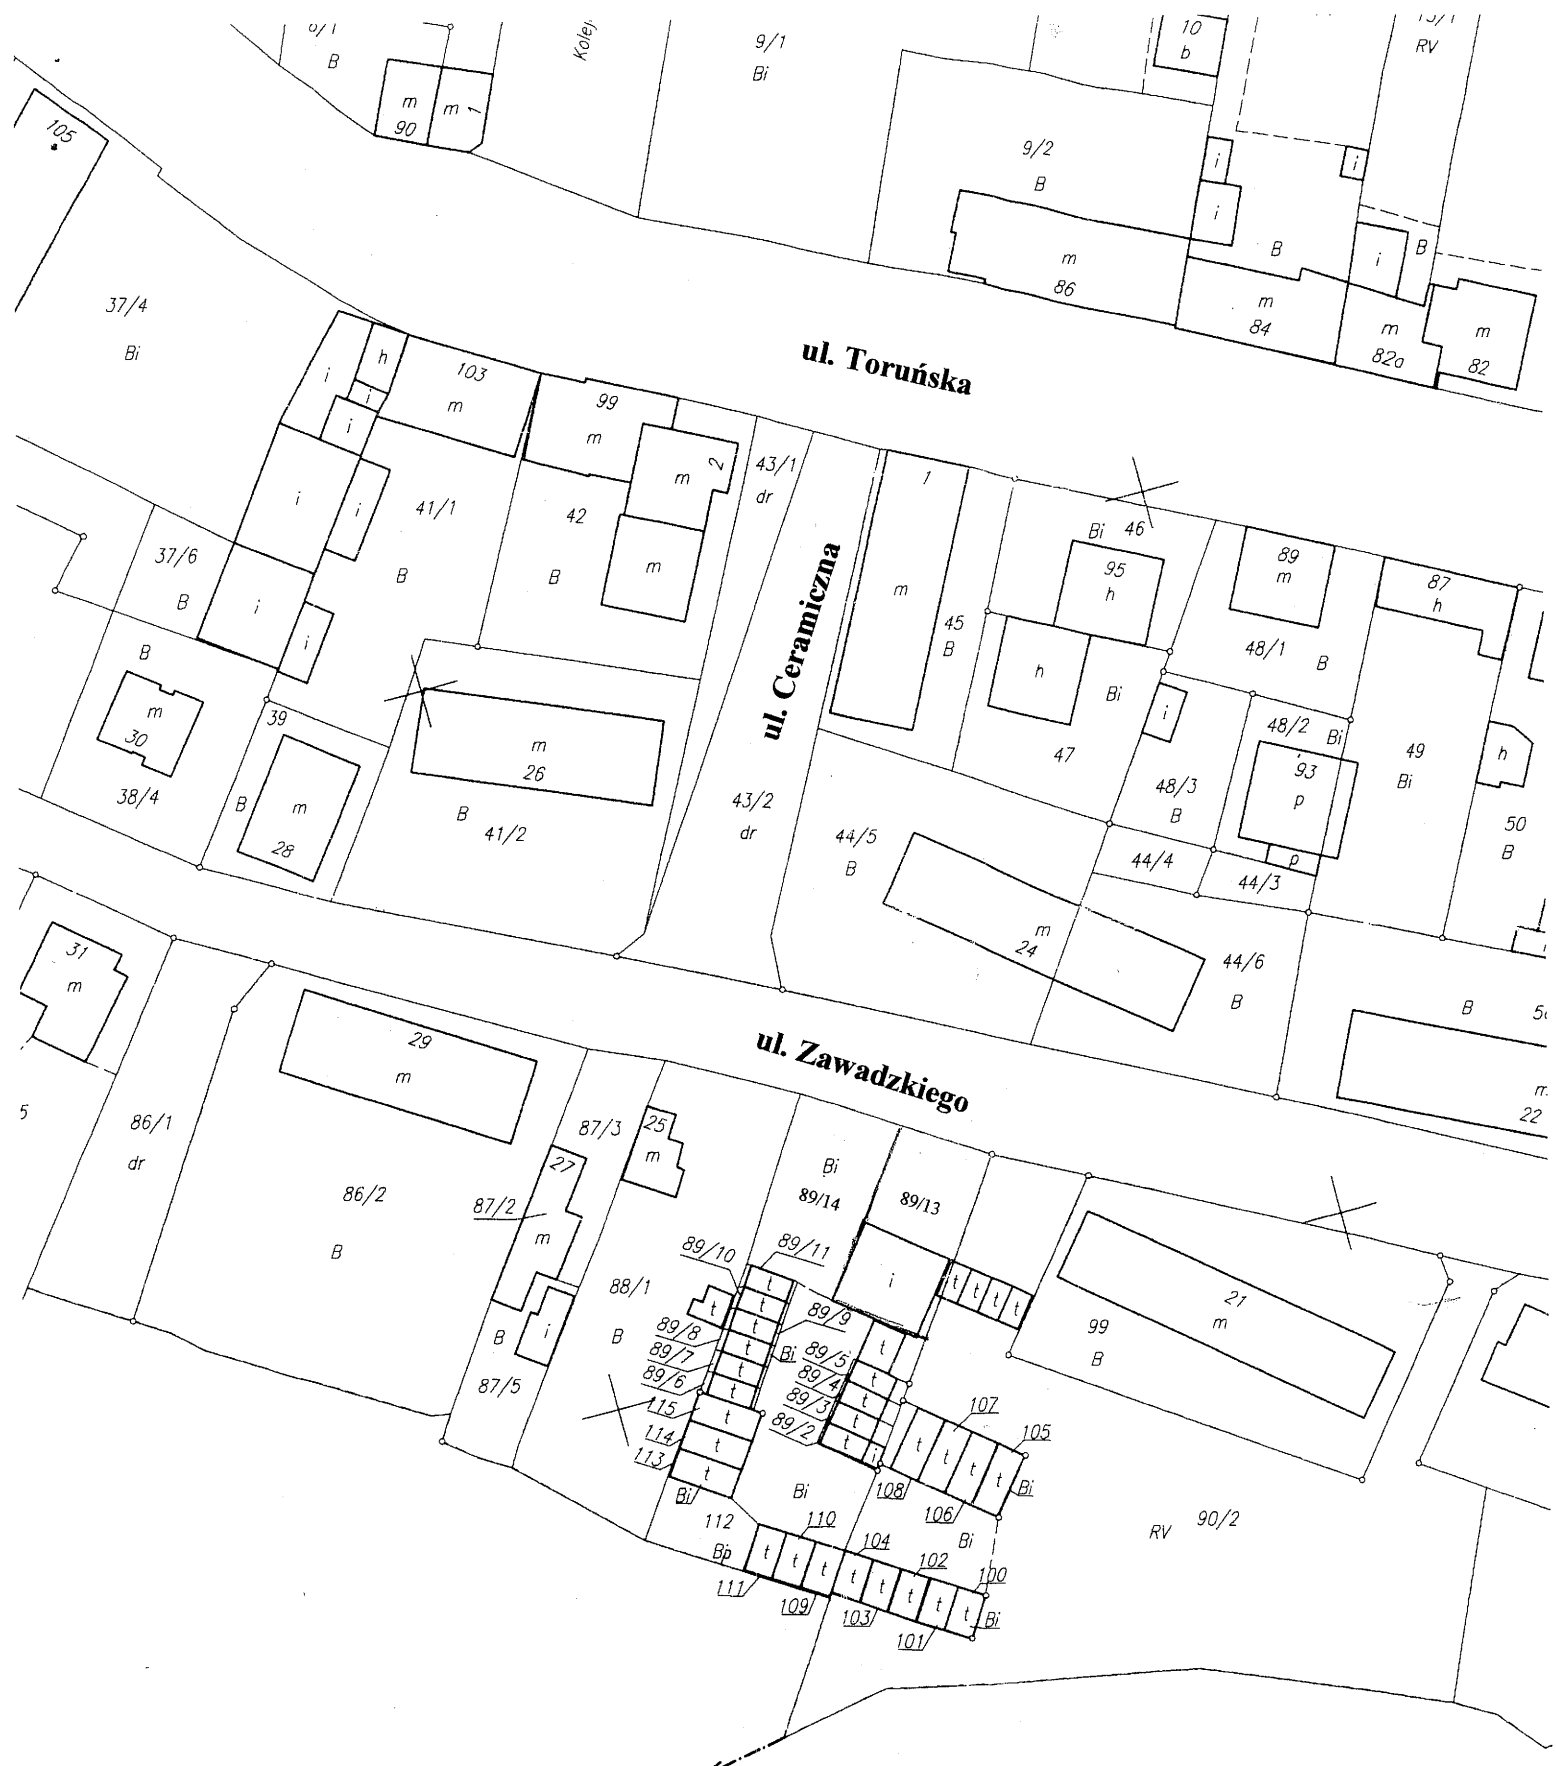 B
Kolej
9/1
Bi
10
b
RV
105
m
90
m
1
9/2
B
i
i
i
m
86
B
i
B
m
84
m
82a
m
82
37/4
Bi
ul. Toruńska
i
h
i
i
103
m
99
m
m
2
43/1
dr
1
m
i
i
41/1
B
42
B
m
Bi
46
95
h
89
m
87
h
37/6
B
i
i
ul. Ceramiczna
45
B
48/1
B
B
m
30
38/4
39
B
m
28
m
26
B
41/2
43/2
dr
h
Bi
47
i
48/3
B
48/2
Bi
93
p
p
49
Bi
h
50
B
44/5
B
44/4
44/3
m
24
44/6
B
31
m
29
m
ul. Zawadzkiego
B
m
22
5
86/1
dr
86/2
B
87/3
25
m
27
87/2
m
Bi
89/14
89/13
i
88/1
B
B
i
87/5
89/10
89/11
t
t
t
t
t
t
t
89/9
Bi
89/8
89/7
89/6
115
114
113
t
t
t
Bi
89/5
89/4
89/3
89/2
t
t
t
t
t
i
t
t
t
t
21
m
99
B
107
105
t
t
t
t
108
106
Bi
Bi
Bi
112
Bp
110
104
102
100
t
t
t
t
t
t
t
t
111
109
103
101
Bi
RV
90/2